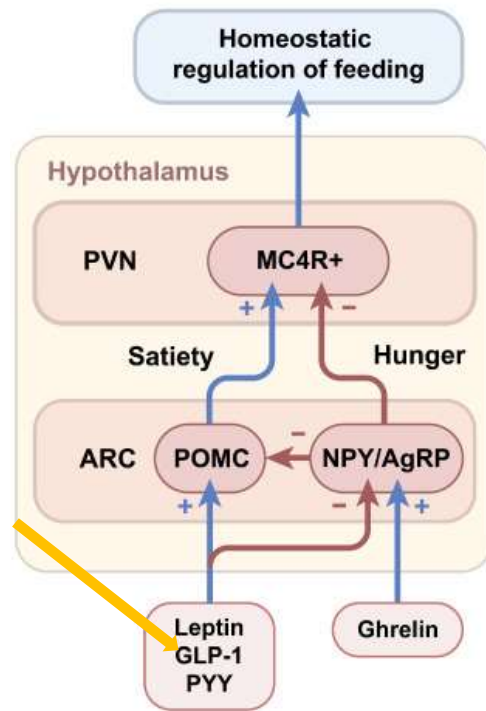 Homeostatic
regulation of feeding
Hypothalamus
PVN
MC4R+
+
−
Satiety
Hunger
−
ARC
POMC
NPY/AgRP
+
−
+
Leptin
GLP-1
PYY
Ghrelin